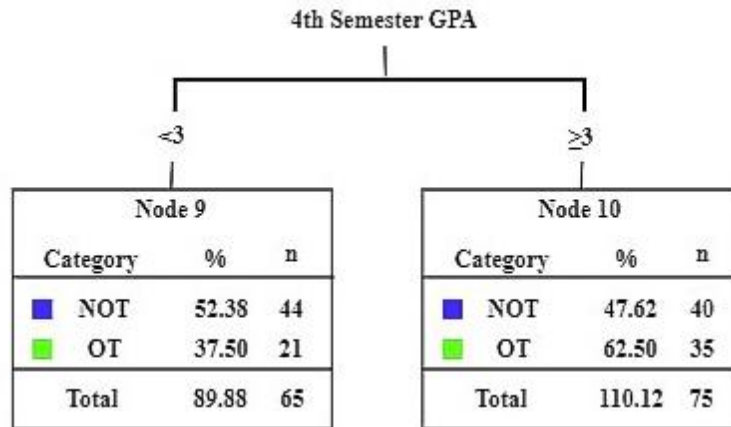 4th Semester GPA
<3
≥3
Node 9
Category % n
NOT 52.38 44
OT 37.50 21
Total 89.88 65
Node 10
Category % n
NOT 47.62 40
OT 62.50 35
Total 110.12 75